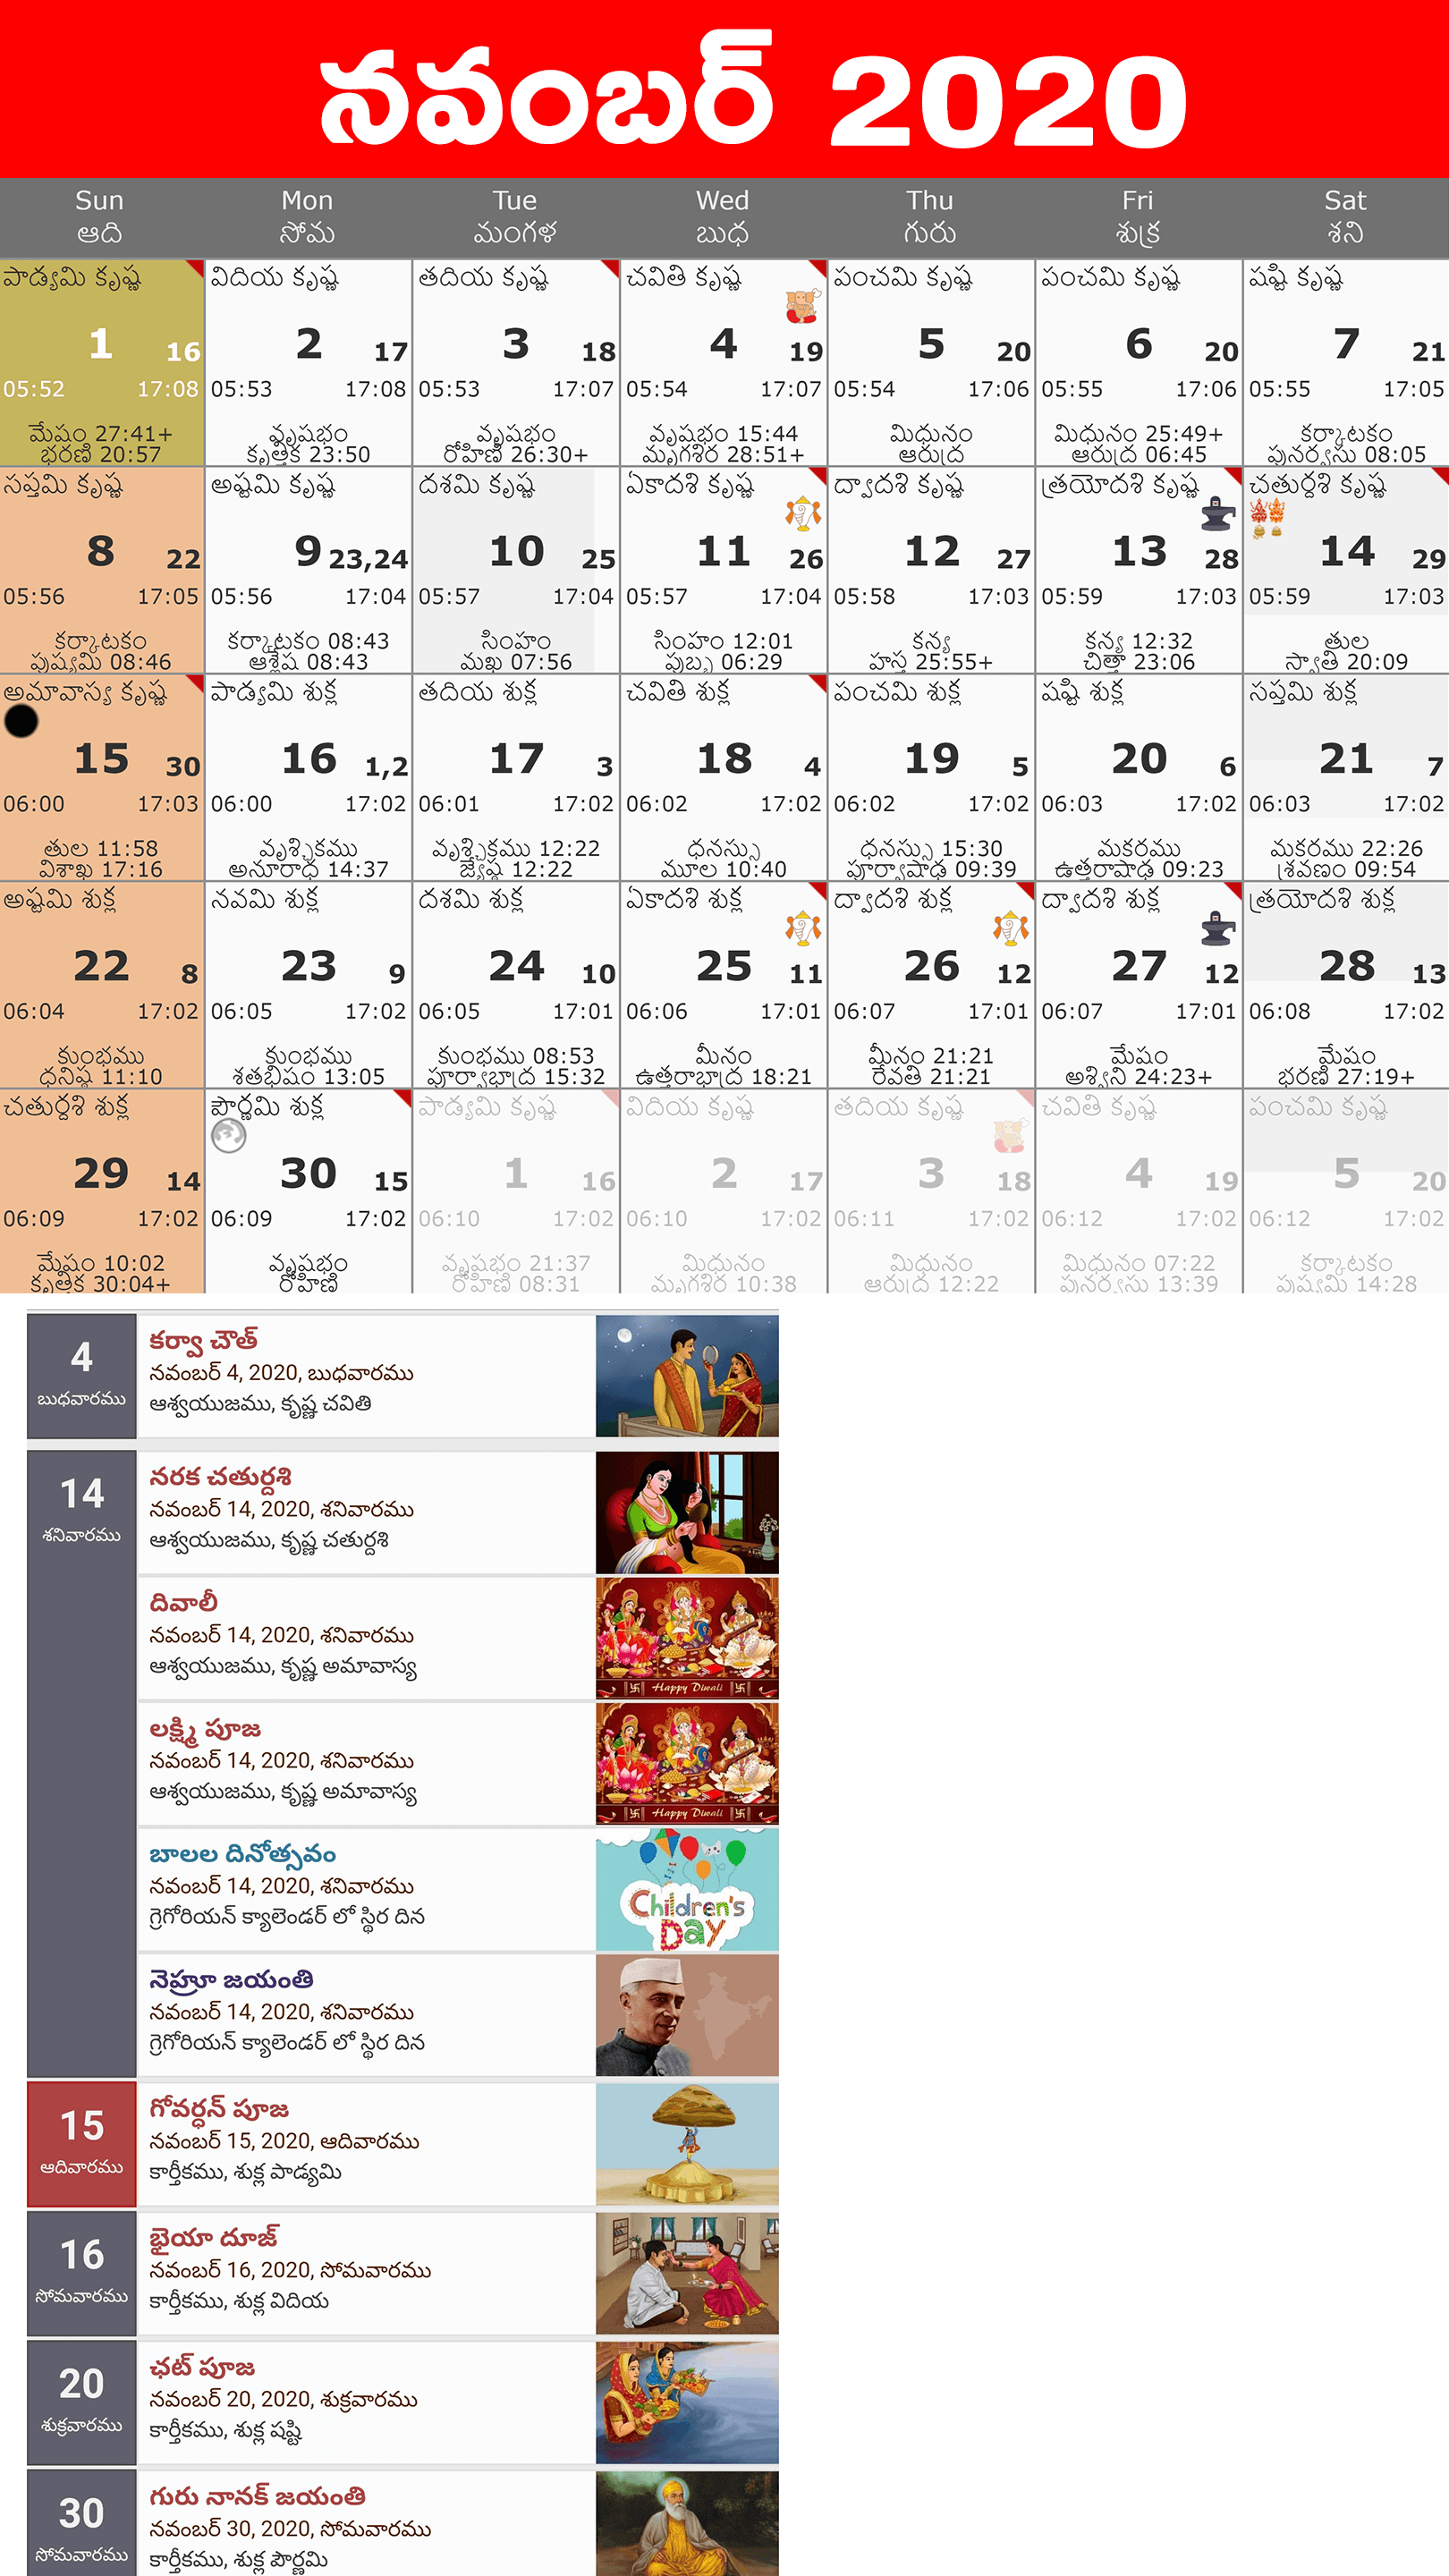 నవంబర్ 2020
Sun Mon Tue Wed Thu Fri Sat
ఆది సోమ మంగళ బుధ గురు శుక్ర శని
పాడ్యమి కృష్ణ విదియ కృష్ణ తదియ కృష్ణ చవితి కృష్ణ పంచమి కృష్ణ పంచమి కృష్ణ షష్టి కృష్ణ
1 16 2 17 3 18 4 19 5 20 6 20 7 21
05:52 17:08 05:53 17:08 05:53 17:07 05:54 17:07 05:54 17:06 05:55 17:06 05:55 17:05
మేషం 27:41+ వృషభం వృషభం వృషభం 15:44 మిధునం మిధునం 25:49+ కర్కాటకం
భరణి 20:57 కృత్తిక 23:50 రోహిణి 26:30+ మృగశిర 28:51+ ఆరుద్ర ఆరుద్ర 06:45 పునర్వసు 08:05
సప్తమి కృష్ణ అష్టమి కృష్ణ దశమి కృష్ణ ఏకాదశి కృష్ణ ద్వాదశి కృష్ణ త్రయోదశి కృష్ణ చతుర్దశి కృష్ణ
8 22 9 23,24 10 25 11 26 12 27 13 28 14 29
05:56 17:05 05:56 17:04 05:57 17:04 05:57 17:04 05:58 17:03 05:59 17:03 05:59 17:03
కర్కాటకం కర్కాటకం 08:43 సింహం సింహం 12:01 కన్య కన్య 12:32 తుల
పుష్యమి 08:46 ఆశ్లేష 08:43 మఖ 07:56 పుబ్బ 06:29 హస్త 25:55+ చిత్తా 23:06 స్వాతి 20:09
అమావాస్య కృష్ణ పాడ్యమి శుక్ల తదియ శుక్ల చవితి శుక్ల పంచమి శుక్ల షష్టి శుక్ల సప్తమి శుక్ల
15 30 16 1,2 17 3 18 4 19 5 20 6 21 7
06:00 17:03 06:00 17:02 06:01 17:02 06:02 17:02 06:02 17:02 06:03 17:02 06:03 17:02
తుల 11:58 వృశ్చికము వృశ్చికము 12:22 ధనస్సు ధనస్సు 15:30 మకరము మకరము 22:26
విశాఖ 17:16 అనూరాధ 14:37 జ్యేష్ఠ 12:22 మూల 10:40 పూర్వాషాఢ 09:39 ఉత్తరాషాఢ 09:23 శ్రవణం 09:54
అష్టమి శుక్ల నవమి శుక్ల దశమి శుక్ల ఏకాదశి శుక్ల ద్వాదశి శుక్ల ద్వాదశి శుక్ల త్రయోదశి శుక్ల
22 8 23 9 24 10 25 11 26 12 27 12 28 13
06:04 17:02 06:05 17:02 06:05 17:01 06:06 17:01 06:07 17:01 06:07 17:01 06:08 17:02
కుంభము కుంభము కుంభము 08:53 మీనం మీనం 21:21 మేషం మేషం
ధనిష్ఠ 11:10 శతభిషం 13:05 పూర్వాభాద్ర 15:32 ఉత్తరాభాద్ర 18:21 రేవతి 21:21 అశ్విని 24:23+ భరణి 27:19+
చతుర్దశి శుక్ల పౌర్ణమి శుక్ల పాడ్యమి కృష్ణ విదియ కృష్ణ తదియ కృష్ణ చవితి కృష్ణ పంచమి కృష్ణ
29 14 30 15 1 16 2 17 3 18 4 19 5 20
06:09 17:02 06:09 17:02 06:10 17:02 06:10 17:02 06:11 17:02 06:12 17:02 06:12 17:02
మేషం 10:02 వృషభం వృషభం 21:37 మిధునం మిధునం మిధునం 07:22 కర్కాటకం
కృత్తిక 30:04+ రోహిణి రోహిణి 08:31 మృగశిర 10:38 ఆరుద్ర 12:22 పునర్వసు 13:39 పుష్యమి 14:28
4
బుధవారము
కర్వా చౌత్
నవంబర్ 4, 2020, బుధవారము
ఆశ్వయుజము, కృష్ణ చవితి
14
శనివారము
నరక చతుర్దశి
నవంబర్ 14, 2020, శనివారము
ఆశ్వయుజము, కృష్ణ చతుర్దశి
దివాలీ
నవంబర్ 14, 2020, శనివారము
ఆశ్వయుజము, కృష్ణ అమావాస్య
Happy Diwali
లక్ష్మి పూజ
నవంబర్ 14, 2020, శనివారము
ఆశ్వయుజము, కృష్ణ అమావాస్య
Happy Diwali
బాలల దినోత్సవం
నవంబర్ 14, 2020, శనివారము
గ్రెగోరియన్ క్యాలెండర్ లో స్థిర దిన
Children's
Day
నెహ్రూ జయంతి
నవంబర్ 14, 2020, శనివారము
గ్రెగోరియన్ క్యాలెండర్ లో స్థిర దిన
15
ఆదివారము
గోవర్ధన్ పూజ
నవంబర్ 15, 2020, ఆదివారము
కార్తీకము, శుక్ల పాడ్యమి
16
సోమవారము
భైయా దూజ్
నవంబర్ 16, 2020, సోమవారము
కార్తీకము, శుక్ల విదియ
20
శుక్రవారము
ఛట్ పూజ
నవంబర్ 20, 2020, శుక్రవారము
కార్తీకము, శుక్ల షష్టి
30
సోమవారము
గురు నానక్ జయంతి
నవంబర్ 30, 2020, సోమవారము
కార్తీకము, శుక్ల పౌర్ణమి